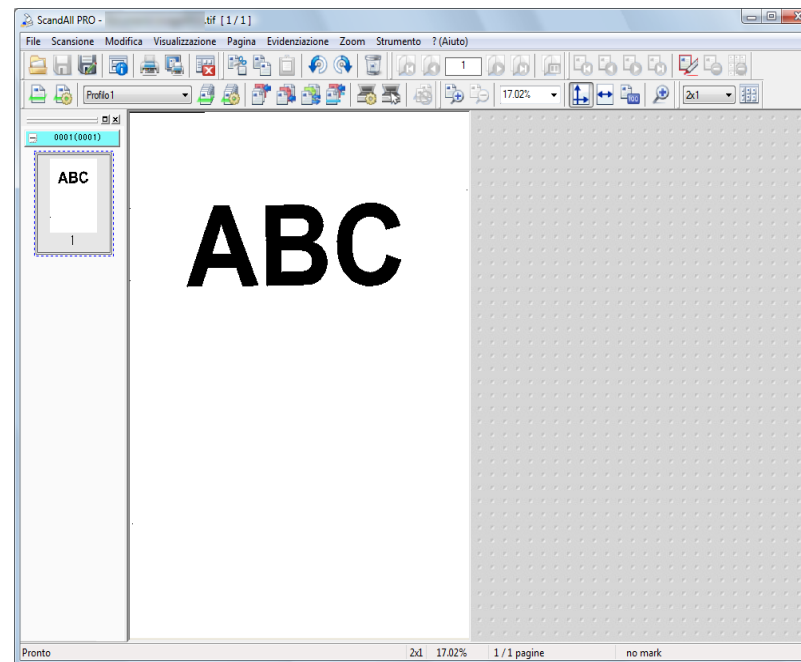 ScandAll PRO - .tif [1/1]
File Scansione Modifica Visualizzazione Pagina Evidenziazione Zoom Strumento ?(Aiuto)
1
Profilo1 17.02% 2x1
0001(0001)
ABC
1
ABC
Pronto 2x1 17.02% 1/1 pagine no mark